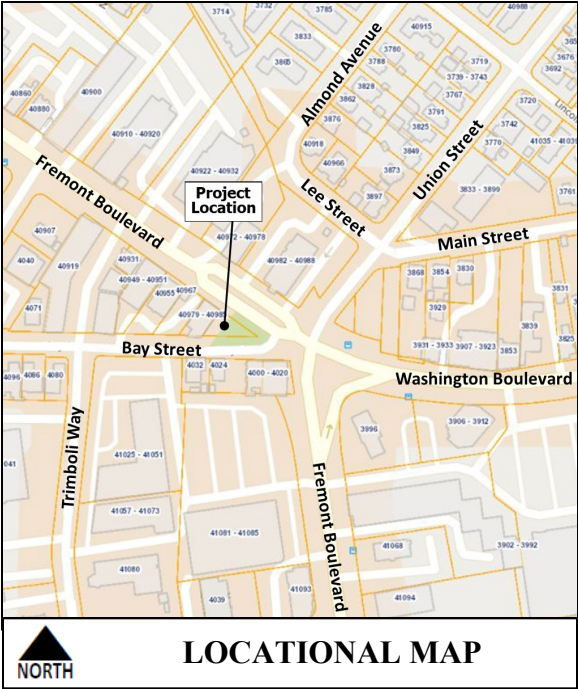 40915
40988
3714
3732
3833
3780
3788
3865
Almond Avenue
3719
3676
3692
3739 - 3743
3828
3767
40860
40900
3862
3720
40880
3876
3791
3742
3825
40910 - 40920
40918
3770
41035 - 4103
3849
40966
3873
Union Street
40922 - 40932
Fremont Boulevard
Project
Location
Lee Street
3897
3833 - 3899
3761
40907
40972 - 40978
Main Street
40931
4040
40919
40982 - 40988
3868
3854
3830
40949 - 40951
40955
40967
3831
4071
3929
40979 - 40985
3839
3825
Bay Street
3931 - 3933
3907 - 3923
3853
4032
4024
4096
4086
4080
4000 - 4020
Washington Boulevard
3996
3906 - 3912
Trimboli Way
41025 - 41051
041
Fremont Boulevard
41057 - 41073
41081 - 41085
41068
3902 - 3992
41080
4039
41093
41094
NORTH
LOCATIONAL MAP